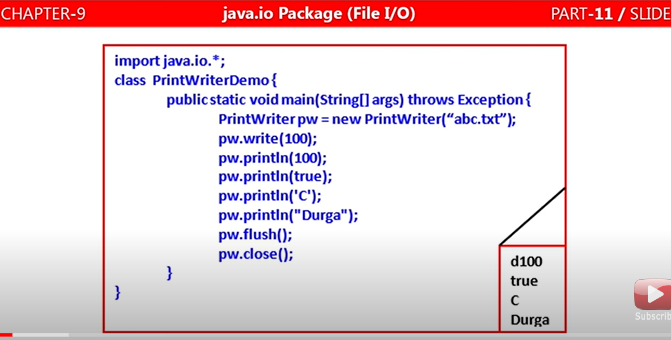 CHAPTER-9
java.io Package (File I/O)
PART-11 / SLIDE
import java.io.*;
class PrintWriterDemo {
public static void main(String[] args) throws Exception {
PrintWriter pw = new PrintWriter(“abc.txt”);
pw.write(100);
pw.println(100);
pw.println(true);
pw.println('C');
pw.println("Durga");
pw.flush();
pw.close();
}
}
d100
true
C
Durga